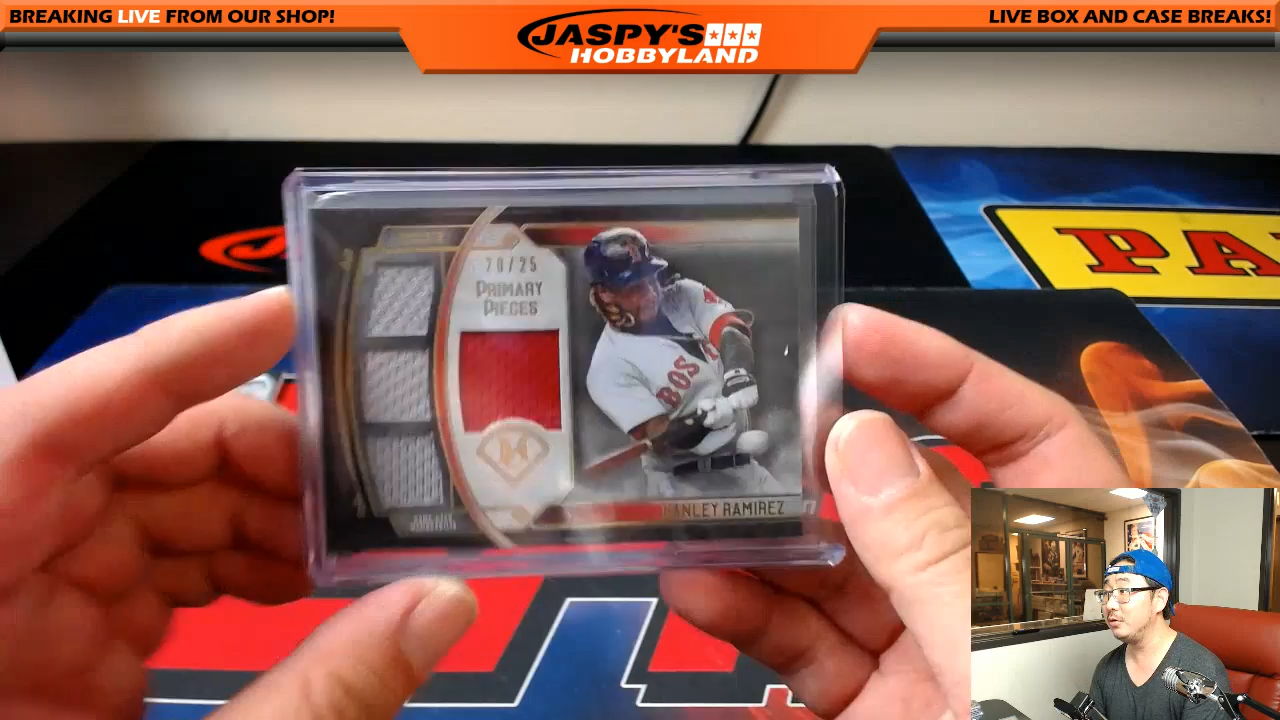 BREAKING LIVE FROM OUR SHOP!
JASPY'S
HOBBYLAND
LIVE BOX AND CASE BREAKS!
PA
20/25
PRIMARY
PIECES
BOS
HANLEY RAMIREZ